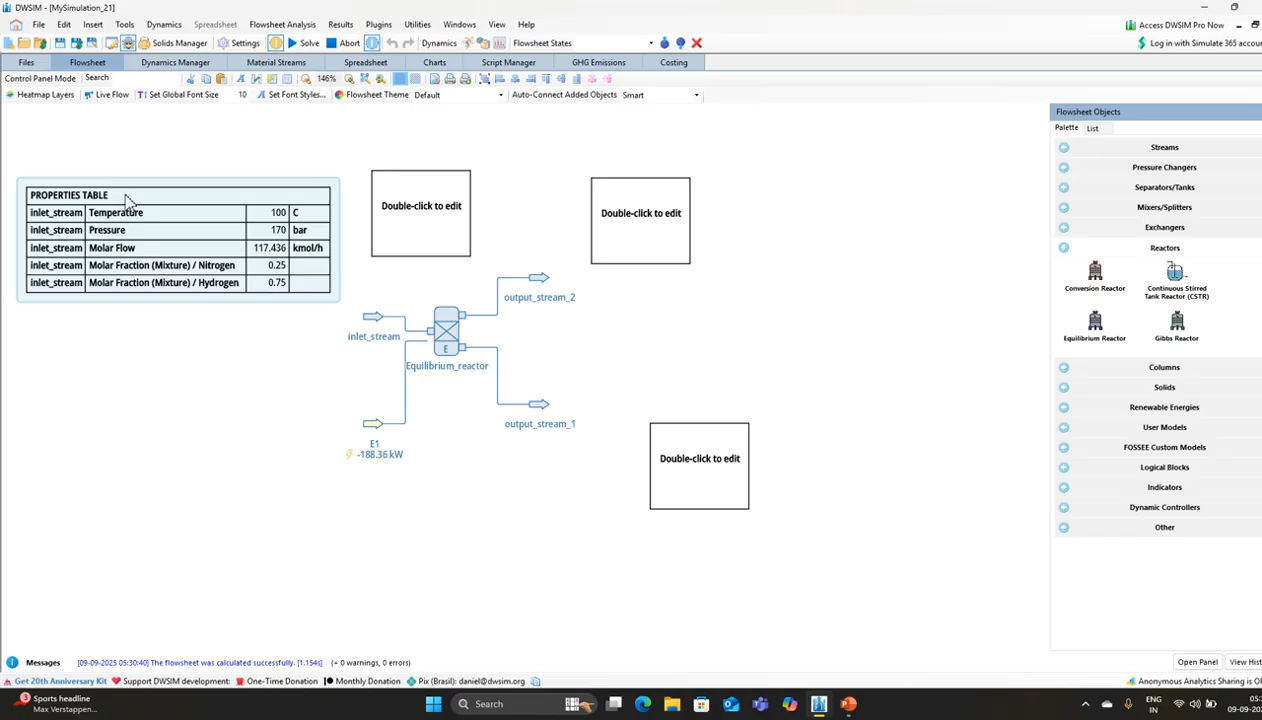 DWSIM - [MySimulation_21]
File Edit Insert Tools Dynamics Spreadsheet Flowsheet Analysis Results Plugins Utilities Windows View Help
Access DWSIM Pro Now
Solids Manager Settings Solve Abort Dynamics Flowsheet States
Log in with Simulate 365 accou
Files Flowsheet Dynamics Manager Material Streams Spreadsheet Charts Script Manager GHG Emissions Costing
Control Panel Mode Search 146%
Heatmap Layers Live Flow Set Global Font Size 10 Set Font Styles... Flowsheet Theme Default Auto-Connect Added Objects Smart
PROPERTIES TABLE
inlet_stream Temperature 100 C
inlet_stream Pressure 170 bar
inlet_stream Molar Flow 117.436 kmol/h
inlet_stream Molar Fraction (Mixture) / Nitrogen 0.25
inlet_stream Molar Fraction (Mixture) / Hydrogen 0.75
Double-click to edit
Double-click to edit
output_stream_2
inlet_stream
E
Equilibrium_reactor
output_stream_1
E1
-188.36 kW
Double-click to edit
Flowsheet Objects
Palette List
Streams
Pressure Changers
Separators/Tanks
Mixers/Splitters
Exchangers
Reactors
Conversion Reactor
Continuous Stirred
Tank Reactor (CSTR)
Equilibrium Reactor
Gibbs Reactor
Columns
Solids
Renewable Energies
User Models
FOSSEE Custom Models
Logical Blocks
Indicators
Dynamic Controllers
Other
Messages [09-09-2025 05:30:40] The flowsheet was calculated successfully. [1.154s] (+ 0 warnings, 0 errors)
Open Panel View His
Get 20th Anniversary Kit Support DWSIM development: One-Time Donation Monthly Donation Pix (Brasil): daniel@dwsim.org
Anonymous Analytics Sharing is O
Sports headline
Max Verstappen...
Search
ENG
IN
05:
09-09-